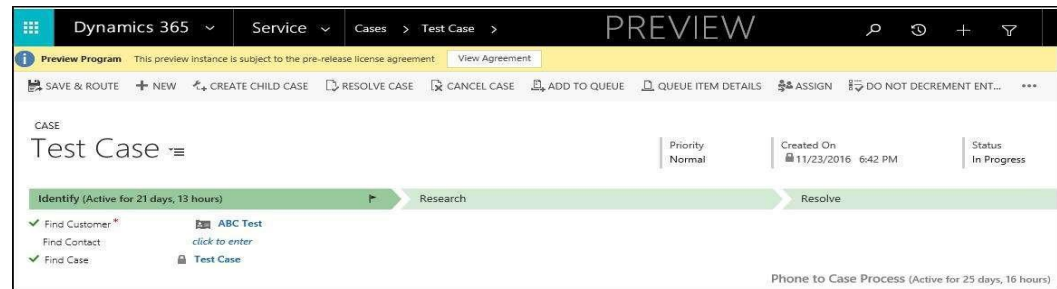 Dynamics 365 Service Cases > Test Case > PREVIEW
Preview Program This preview instance is subject to the pre-release license agreement View Agreement
SAVE & ROUTE + NEW CREATE CHILD CASE RESOLVE CASE CANCEL CASE ADD TO QUEUE QUEUE ITEM DETAILS ASSIGN DO NOT DECREMENT ENT... •••
CASE
Test Case
Priority Created On Status
Normal 11/23/2016 6:42 PM In Progress
Identify (Active for 21 days, 13 hours) Research Resolve
Find Customer* ABC Test
Find Contact click to enter
Find Case Test Case
Phone to Case Process (Active for 25 days, 16 hours)